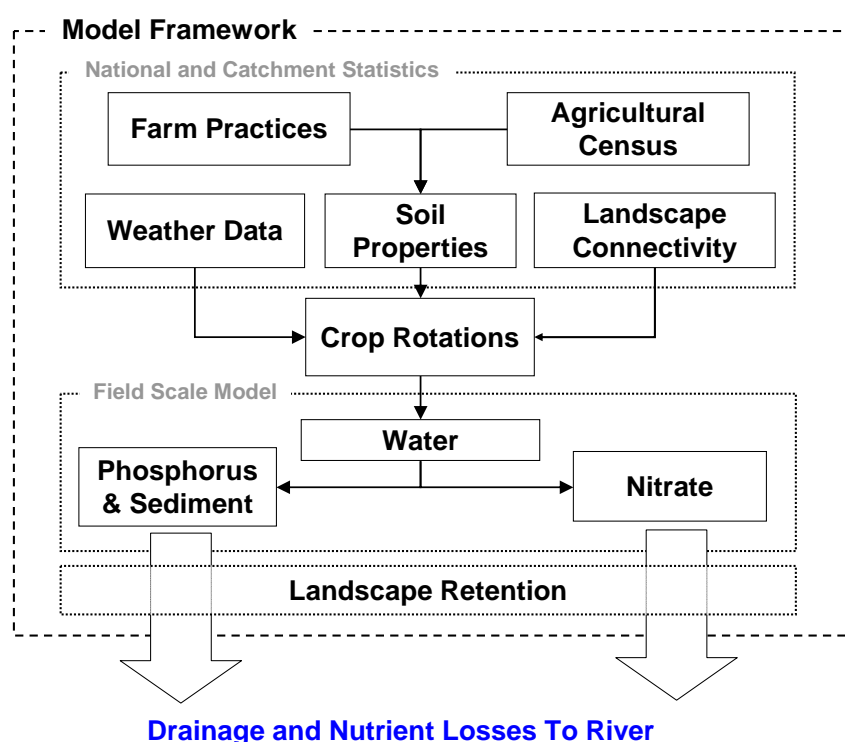 Model Framework
National and Catchment Statistics
Farm Practices
Agricultural
Census
Weather Data
Soil
Properties
Landscape
Connectivity
Crop Rotations
Field Scale Model
Water
Phosphorus
& Sediment
Nitrate
Landscape Retention
Drainage and Nutrient Losses To River